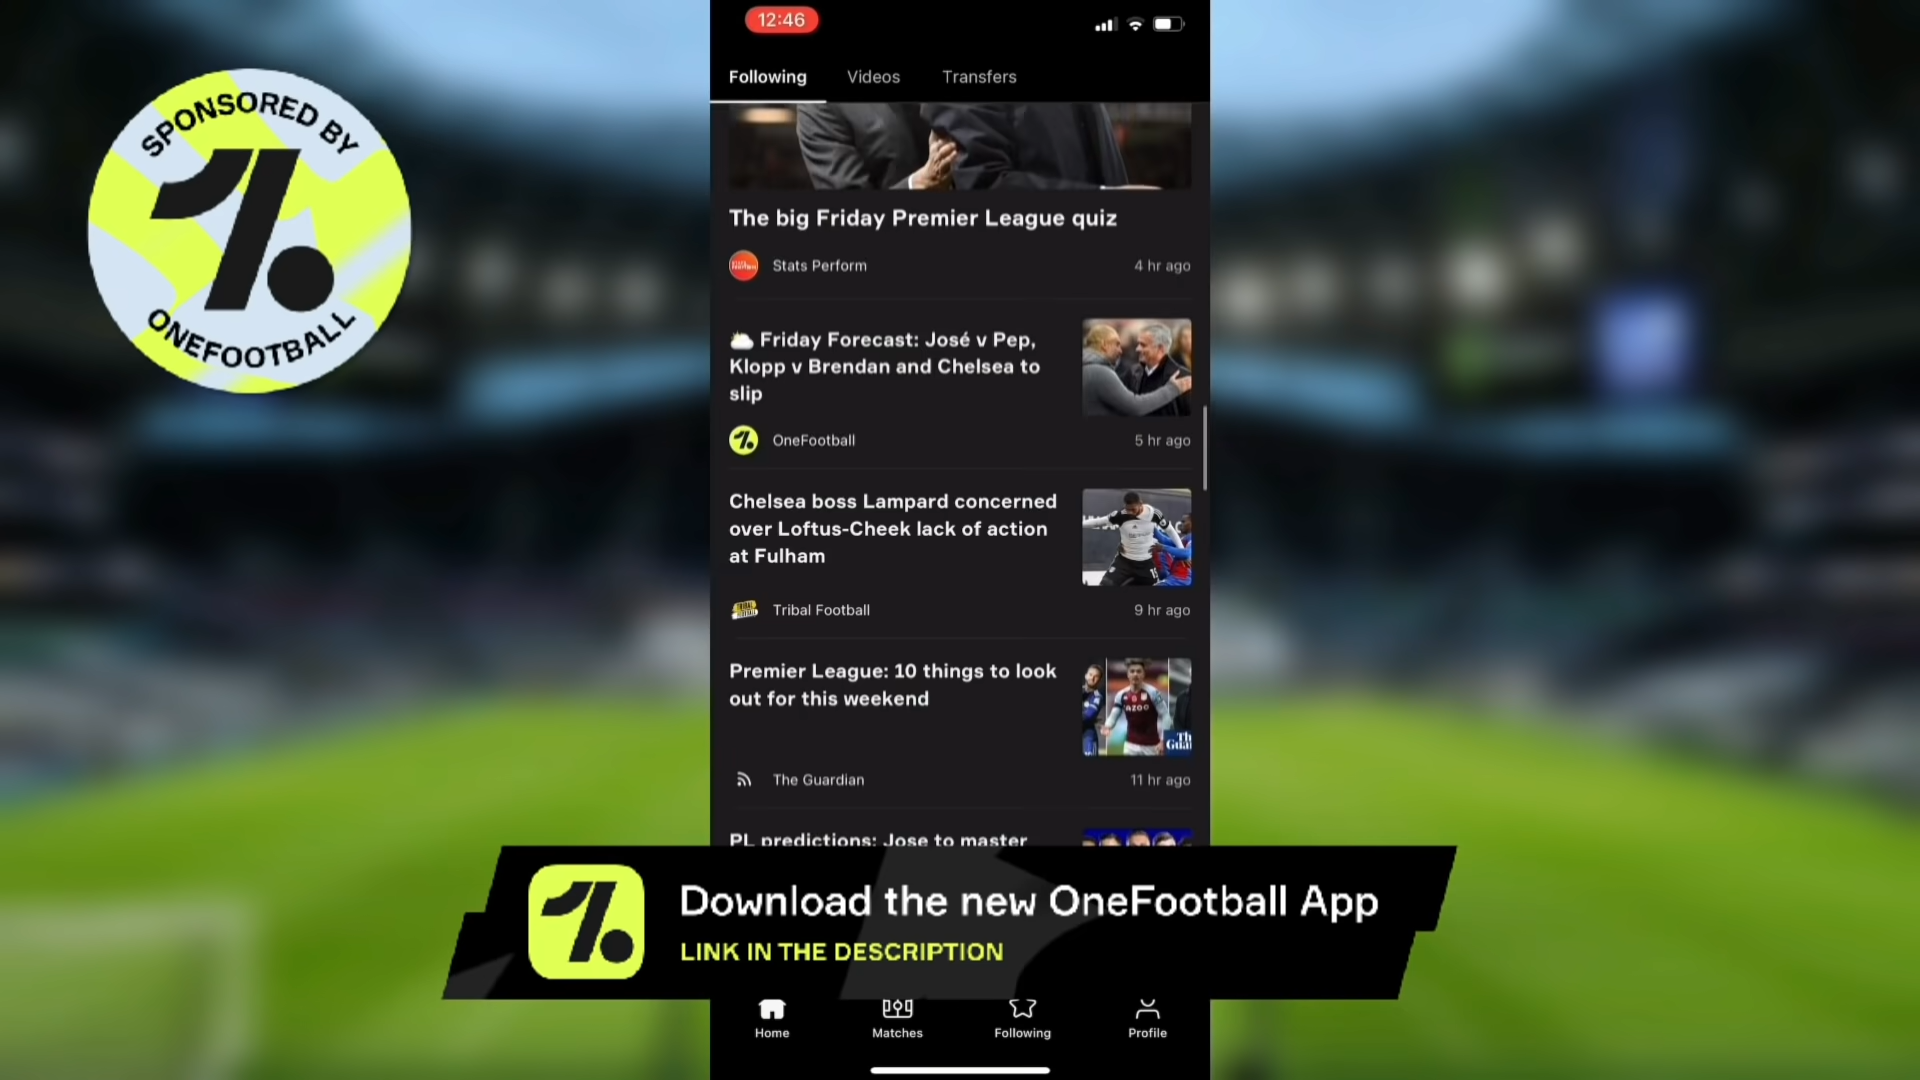 SPONSORED BY
ONEFOOTBALL
12:46
Following
Videos
Transfers
The big Friday Premier League quiz
Stats Perform
4 hr ago
Friday Forecast: José v Pep,
Klopp v Brendan and Chelsea to
slip
OneFootball
5 hr ago
Chelsea boss Lampard concerned
over Loftus-Cheek lack of action
at Fulham
Tribal Football
9 hr ago
Premier League: 10 things to look
out for this weekend
The Guardian
11 hr ago
PL predictions: Jose to master
Download the new OneFootball App
LINK IN THE DESCRIPTION
Home
Matches
Following
Profile